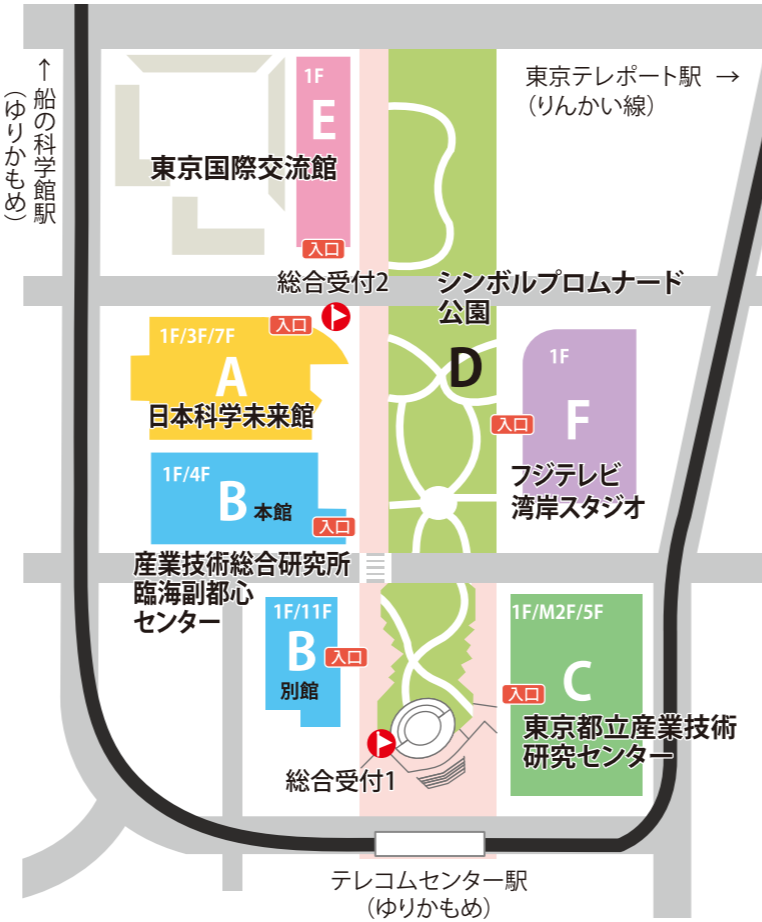 ↑船の科学館駅
(ゆりかもめ)
東京テレポート駅 →
(りんかい線)
1F
E
東京国際交流館
入口
総合受付2
シンボルプロムナード
公園
D
入口
1F/3F/7F
A
日本科学未来館
1F
F
入口
フジテレビ
湾岸スタジオ
1F/4F
B 本館
入口
産業技術総合研究所
臨海副都心
センター
1F/11F
B
入口
別館
1F/M2F/5F
C
入口
東京都立産業技術
研究センター
総合受付1
テレコムセンター駅
(ゆりかもめ)